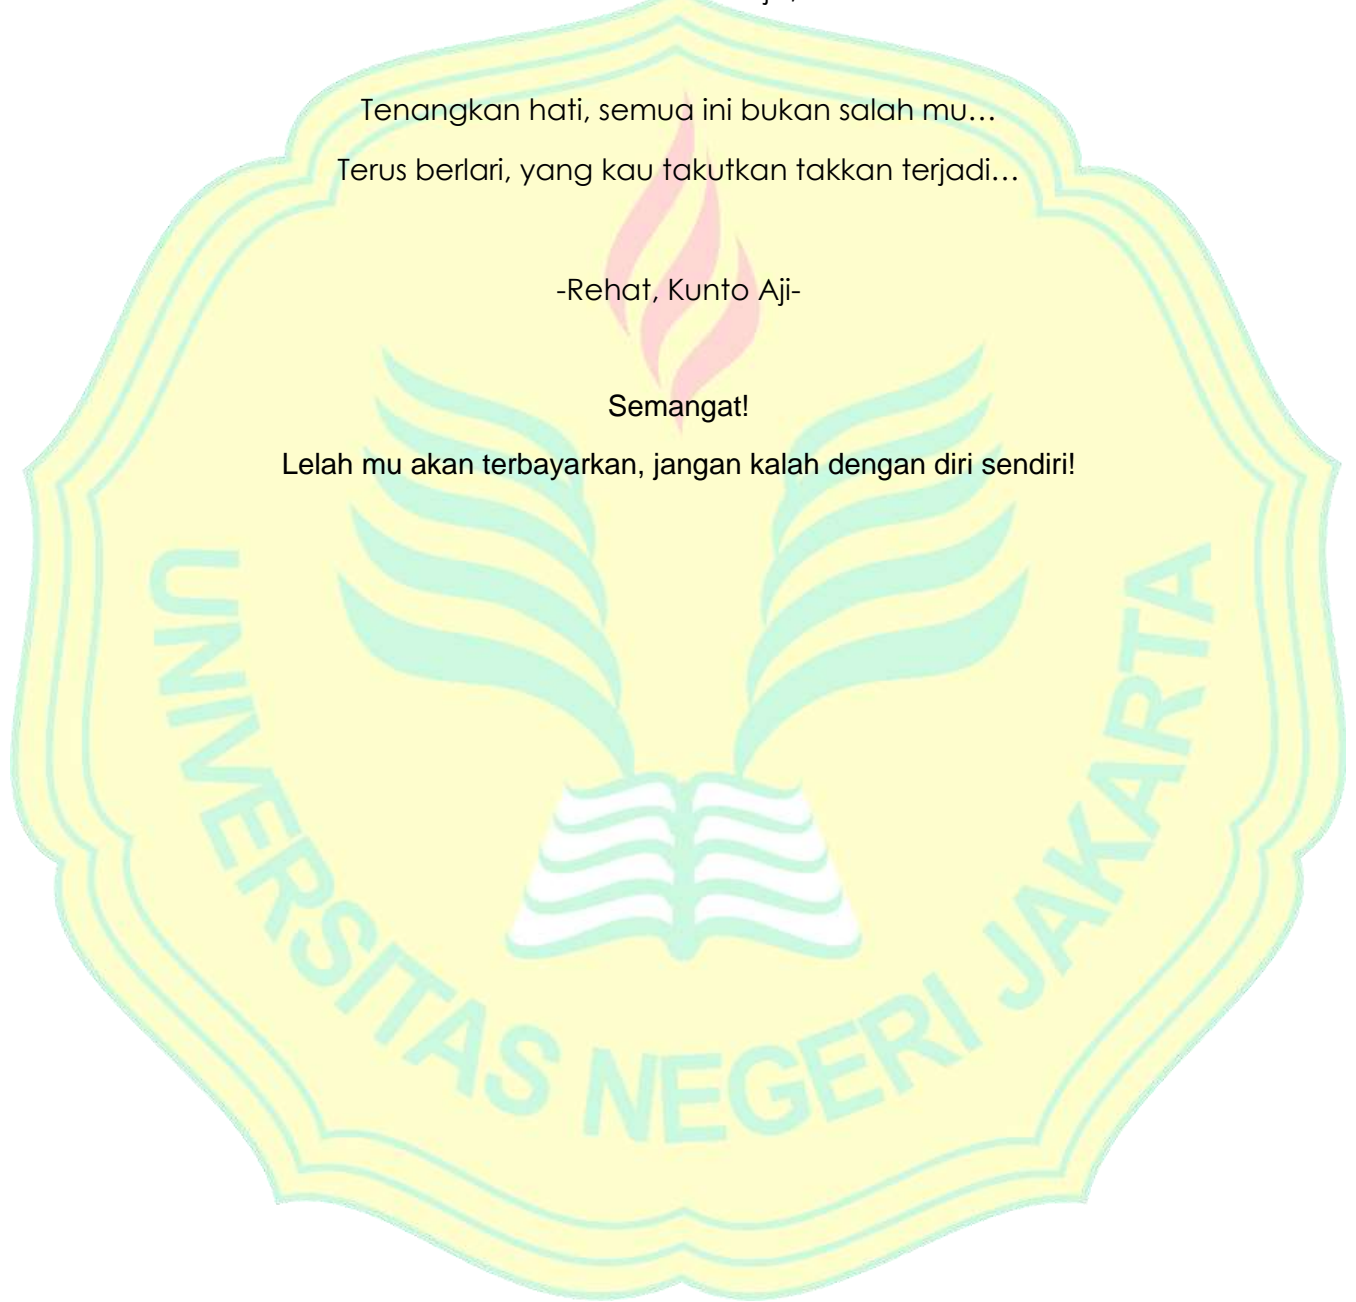 Tenangkan hati, semua ini bukan salah mu...
Terus berlari, yang kau takutkan takkan terjadi...
-Rehat, Kunto Aji-
Semangat!
Lelah mu akan terbayarkan, jangan kalah dengan diri sendiri!
UNIVERSITAS NEGERI JAKARTA